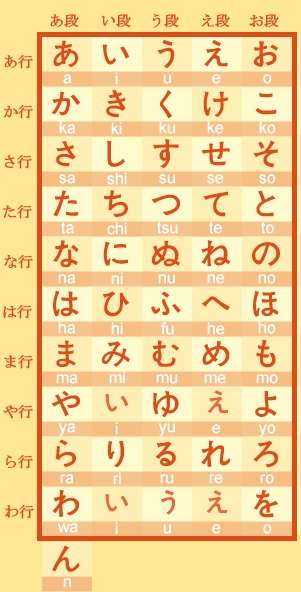 あ段 い段 う段 え段 お段
あ行 あ い う え お
a i u e o
か行 か き く け こ
ka ki ku ke ko
さ行 さ し す せ そ
sa shi su se so
た行 た ち つ て と
ta chi tsu te to
な行 な に ぬ ね の
na ni nu ne no
は行 は ひ ふ へ ほ
ha hi fu he ho
ま行 ま み む め も
ma mi mu me mo
や行 や い ゆ え よ
ya i yu e yo
ら行 ら り る れ ろ
ra ri ru re ro
わ行 わ い う え を
wa i u e o
ん
n